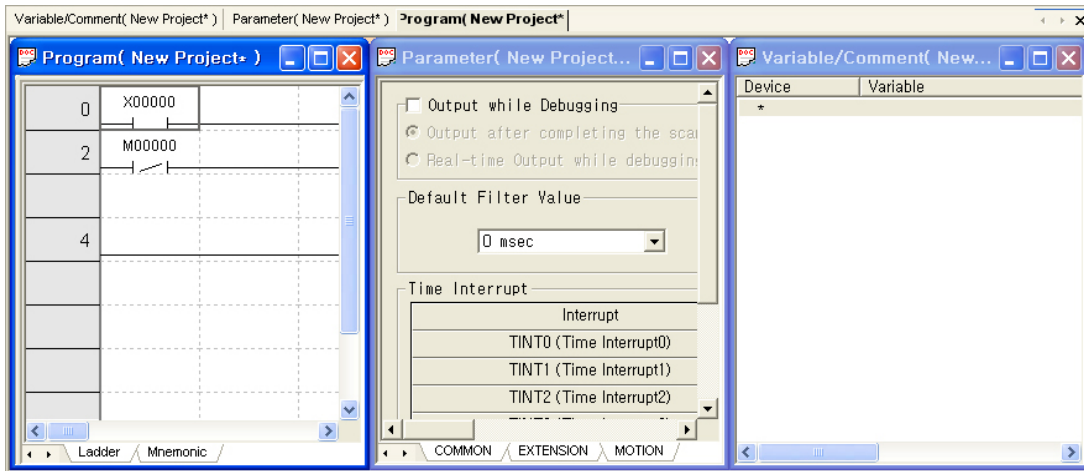 Variable/Comment( New Project* ) Parameter( New Project* ) Program( New Project*
DOC Program( New Project* )
0 X00000
2 M00000
4
Ladder Mnemonic
DOC Parameter( New Project...
Output while Debugging
Output after completing the scan
Real-time Output while debugging
Default Filter Value
0 msec
Time Interrupt
Interrupt
TINT0 (Time Interrupt0)
TINT1 (Time Interrupt1)
TINT2 (Time Interrupt2)
COMMON EXTENSION MOTION
DOC Variable/Comment( New...
Device Variable
*